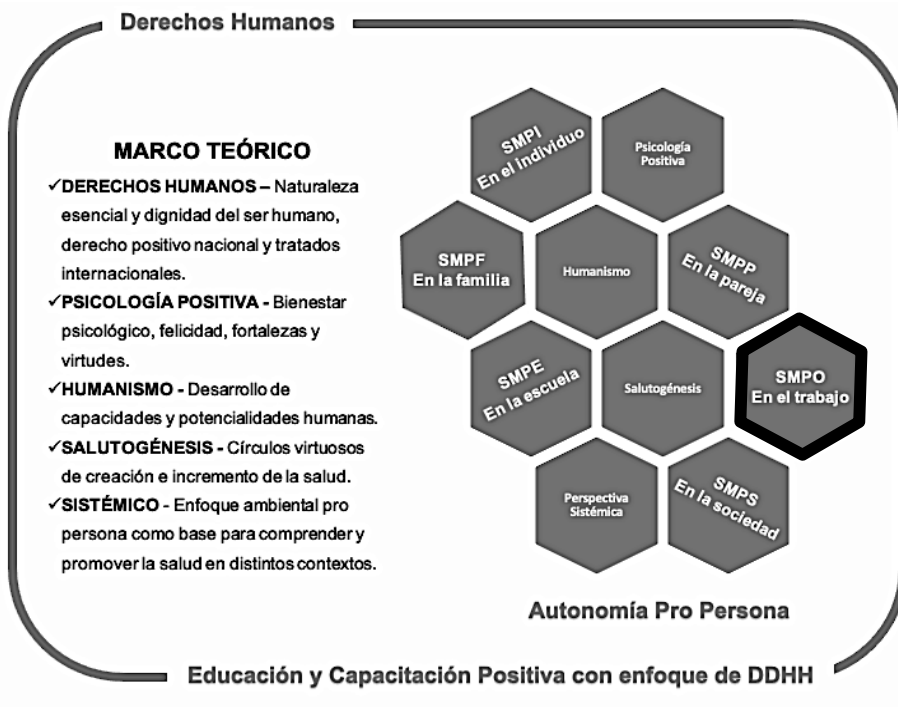 Derechos Humanos
MARCO TEÓRICO
✓DERECHOS HUMANOS – Naturaleza
esencial y dignidad del ser humano,
derecho positivo nacional y tratados
internacionales.
✓PSICOLOGÍA POSITIVA - Bienestar
psicológico, felicidad, fortalezas y
virtudes.
✓HUMANISMO - Desarrollo de
capacidades y potencialidades humanas.
✓SALUTOGÉNESIS - Círculos virtuosos
de creación e incremento de la salud.
✓SISTÉMICO - Enfoque ambiental pro
persona como base para comprender y
promover la salud en distintos contextos.
SMPI
En el individuo
Psicología
Positiva
SMPF
En la familia
Humanismo
SMPP
En la pareja
SMPE
En la escuela
Salutogénesis
SMPO
En el trabajo
Perspectiva
Sistémica
SMPS
En la sociedad
Autonomía Pro Persona
Educación y Capacitación Positiva con enfoque de DDHH